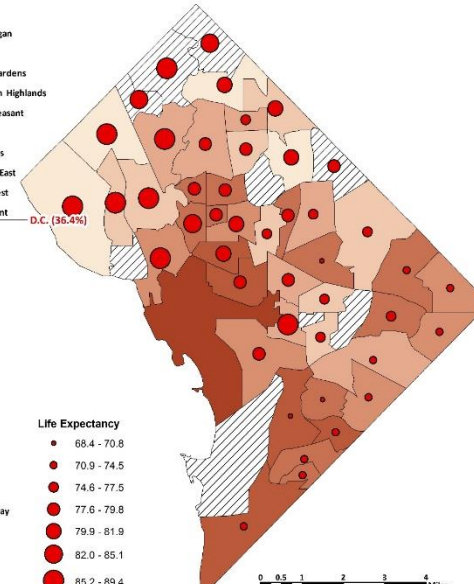 gan
ardens
Highlands
easant
s
East
est
nt
D.C. (36.4%)
Life Expectancy
68.4 - 70.8
70.9 - 74.5
74.6 - 77.5
77.6 - 79.8
79.9 - 81.9
82.0 - 85.1
85.2 - 89.4
ay
0 0.5 1 2 3 4